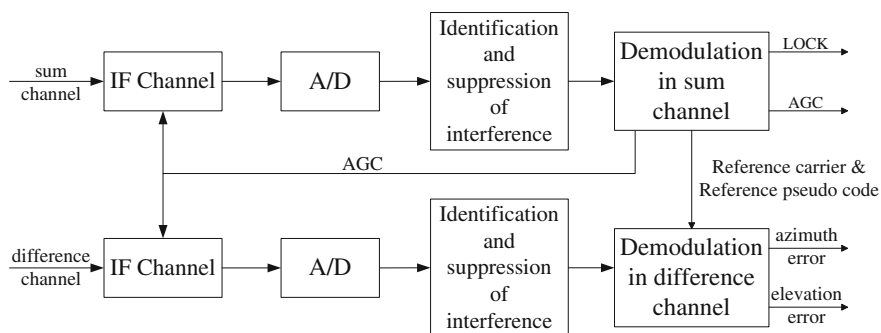 sum
channel
IF Channel
A/D
Identification
and
suppression
of
interference
Demodulation
in sum
channel
LOCK
AGC
AGC
Reference carrier &
Reference pseudo code
difference
channel
IF Channel
A/D
Identification
and
suppression
of
interference
Demodulation
in difference
channel
azimuth
error
elevation
error